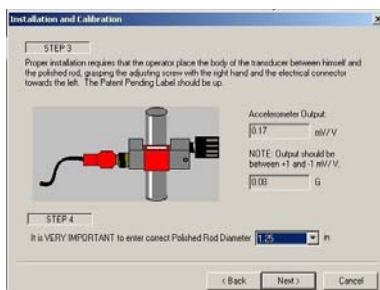 Installation and Calibration
STEP 3
Proper installation requires that the operator place the body of the transducer between himself and
the polished rod, grasping the adjusting screw with the right hand and the electrical connector
towards the left. The Patent Pending Label should be up.
Accelerometer Output:
0.17 mV/V
NOTE: Output should be
between +1 and -1 mV/V.
0.08 G
STEP 4
It is VERY IMPORTANT to enter correct Polished Rod Diameter 1.25 in
< Back Next > Cancel